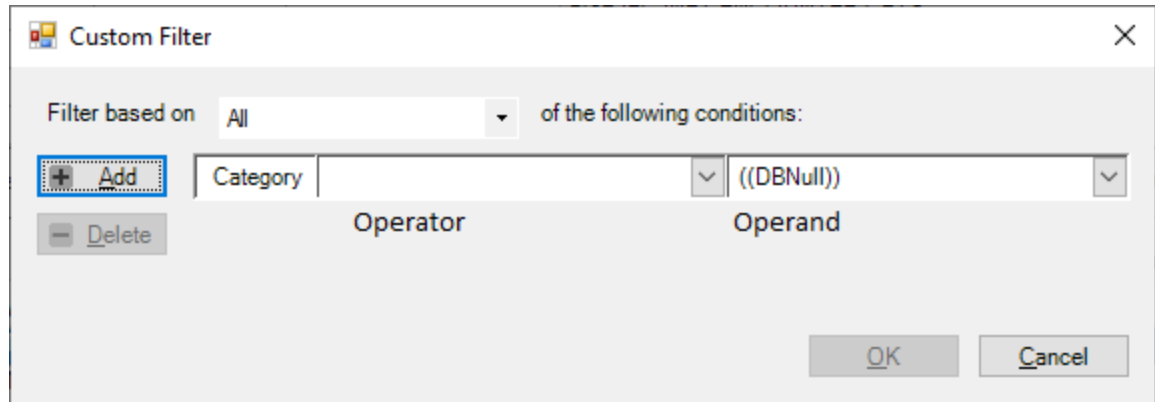 Custom Filter
Filter based on All of the following conditions:
Add Category ((DBNull))
Delete Operator Operand
OK Cancel